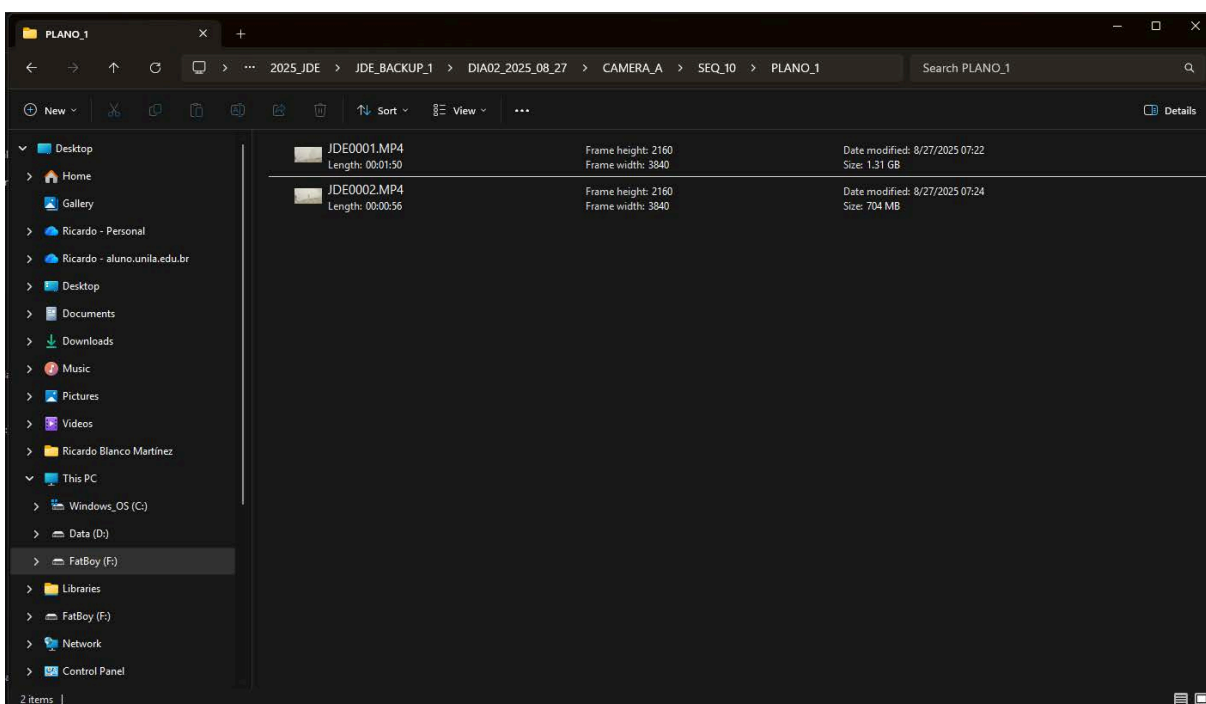 PLANO_1
2025_JDE > JDE_BACKUP_1 > DIA02_2025_08_27 > CAMERA_A > SEQ_10 > PLANO_1
Search PLANO_1
New
Sort
View
Details
Desktop
Home
Gallery
Ricardo - Personal
Ricardo - aluno.unila.edu.br
Desktop
Documents
Downloads
Music
Pictures
Videos
Ricardo Blanco Martínez
This PC
Windows_OS (C:)
Data (D:)
FatBoy (F:)
Libraries
FatBoy (F:)
Network
Control Panel
JDE0001.MP4 Frame height: 2160 Date modified: 8/27/2025 07:22
Length: 00:01:50 Frame width: 3840 Size: 1.31 GB
JDE0002.MP4 Frame height: 2160 Date modified: 8/27/2025 07:24
Length: 00:00:56 Frame width: 3840 Size: 704 MB
2 items